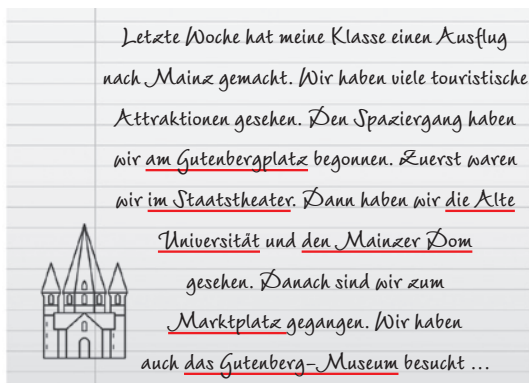 Letzte Woche hat meine Klasse einen Ausflug
nach Mainz gemacht. Wir haben viele touristische
Attraktionen gesehen. Den Spaziergang haben
wir am Gutenbergplatz begonnen. Zuerst waren
wir im Staatstheater. Dann haben wir die Alte
Universität und den Mainzer Dom
gesehen. Danach sind wir zum
Marktplatz gegangen. Wir haben
auch das Gutenberg-Museum besucht ...